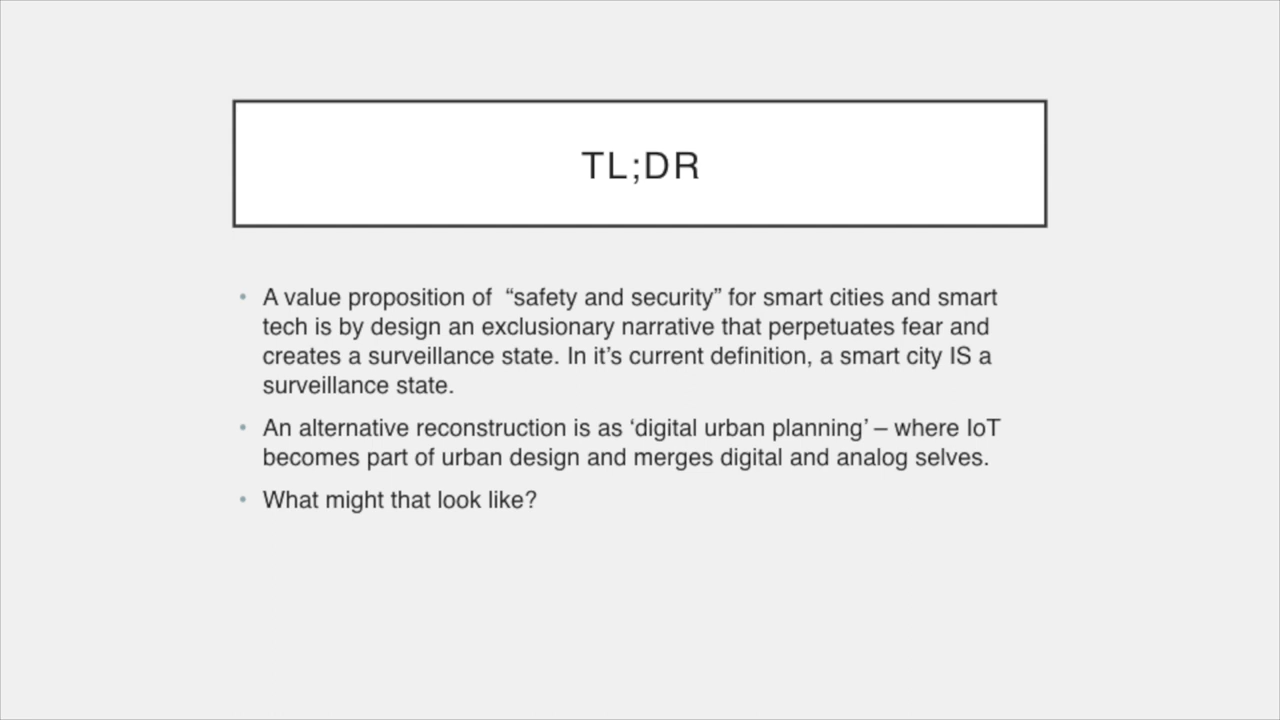 TL;DR
• A value proposition of  “safety and security” for smart cities and smart
tech is by design an exclusionary narrative that perpetuates fear and
creates a surveillance state. In it’s current definition, a smart city IS a
surveillance state.
• An alternative reconstruction is as ‘digital urban planning’ – where IoT
becomes part of urban design and merges digital and analog selves.
• What might that look like?